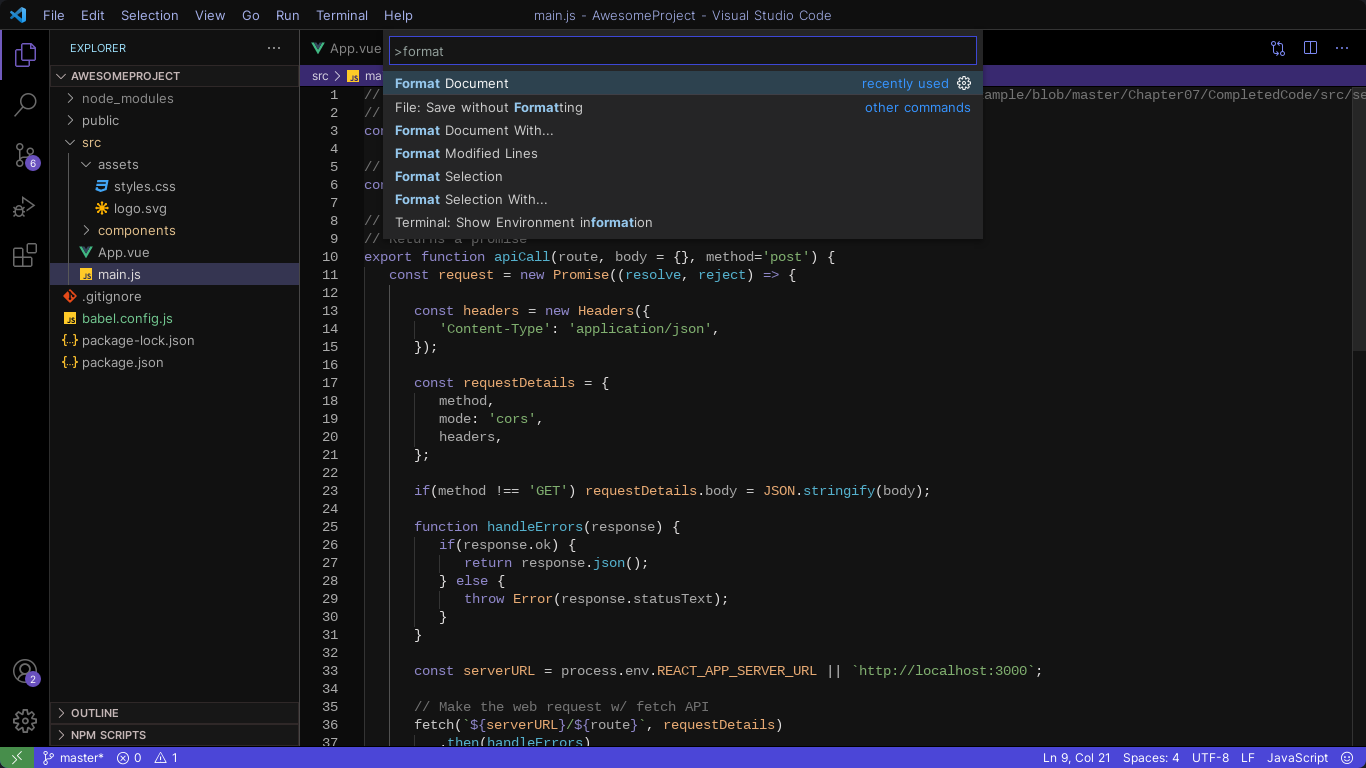 File Edit Selection View Go Run Terminal Help
main.js - AwesomeProject - Visual Studio Code
EXPLORER
AWESOMEPROJECT
node_modules
public
src
assets
styles.css
logo.svg
components
App.vue
main.js
.gitignore
babel.config.js
package-lock.json
package.json
OUTLINE
NPM SCRIPTS
6
2
App.vue
>format
src
Format Document recently used
File: Save without Formatting other commands
Format Document With...
Format Modified Lines
Format Selection
Format Selection With...
Terminal: Show Environment information
1 // ample/blob/master/Chapter07/CompletedCode/src/se
2 //
3 con
4
5 //
6 con
7
8 //
9 // Returns a promise
10 export function apiCall(route, body = {}, method='post') {
11 const request = new Promise((resolve, reject) => {
12
13 const headers = new Headers({
14 'Content-Type': 'application/json',
15 });
16
17 const requestDetails = {
18 method,
19 mode: 'cors',
20 headers,
21 };
22
23 if(method !== 'GET') requestDetails.body = JSON.stringify(body);
24
25 function handleErrors(response) {
26 if(response.ok) {
27 return response.json();
28 } else {
29 throw Error(response.statusText);
30 }
31 }
32
33 const serverURL = process.env.REACT_APP_SERVER_URL || `http://localhost:3000`;
34
35 // Make the web request w/ fetch API
36 fetch(`${serverURL}/${route}`, requestDetails)
37 .then(handleErrors)
master* 0 1
Ln 9, Col 21 Spaces: 4 UTF-8 LF JavaScript